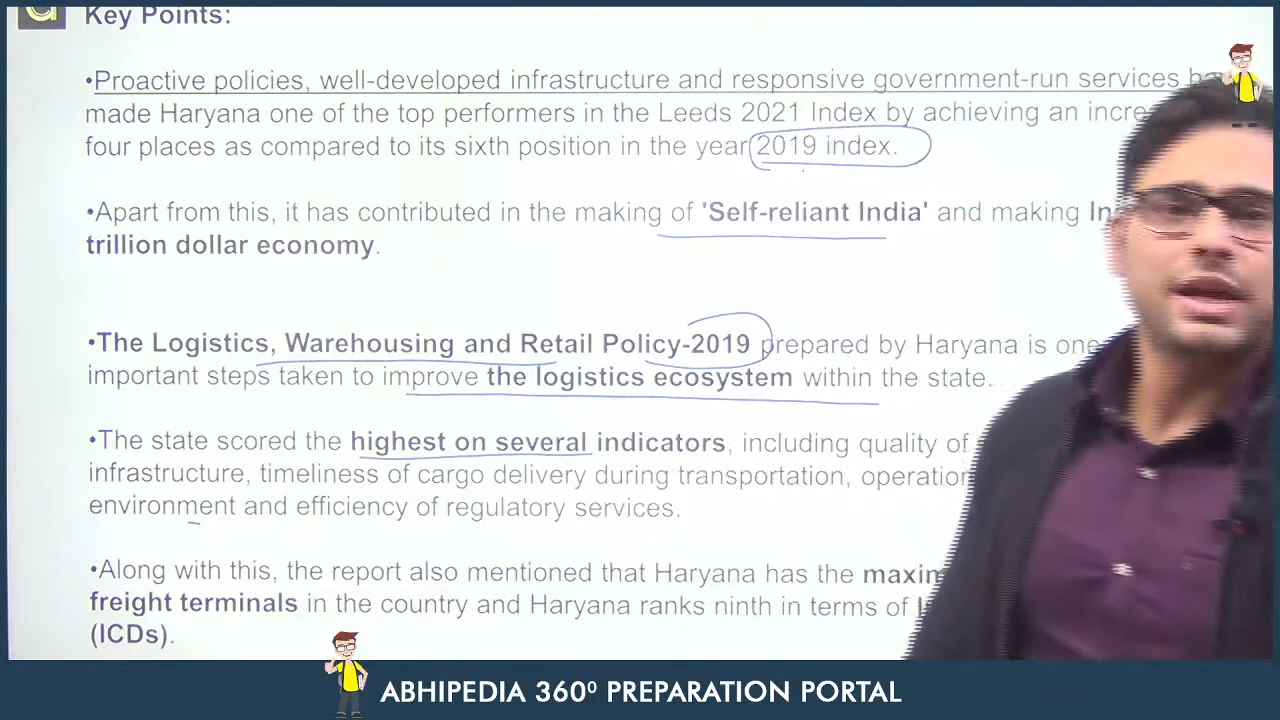 Key Points:
•Proactive policies, well-developed infrastructure and responsive government-run services
made Haryana one of the top performers in the Leeds 2021 Index by achieving an
four places as compared to its sixth position in the year 2019 index.
•Apart from this, it has contributed in the making of 'Self-reliant India' and making
trillion dollar economy.
•The Logistics, Warehousing and Retail Policy-2019 prepared by Haryana is one
important steps taken to improve the logistics ecosystem within the state.
•The state scored the highest on several indicators, including quality of
infrastructure, timeliness of cargo delivery during transportation,
environment and efficiency of regulatory services.
•Along with this, the report also mentioned that Haryana has the
freight terminals in the country and Haryana ranks ninth in terms of
(ICDs).
ABHIPEDIA 360⁰ PREPARATION PORTAL